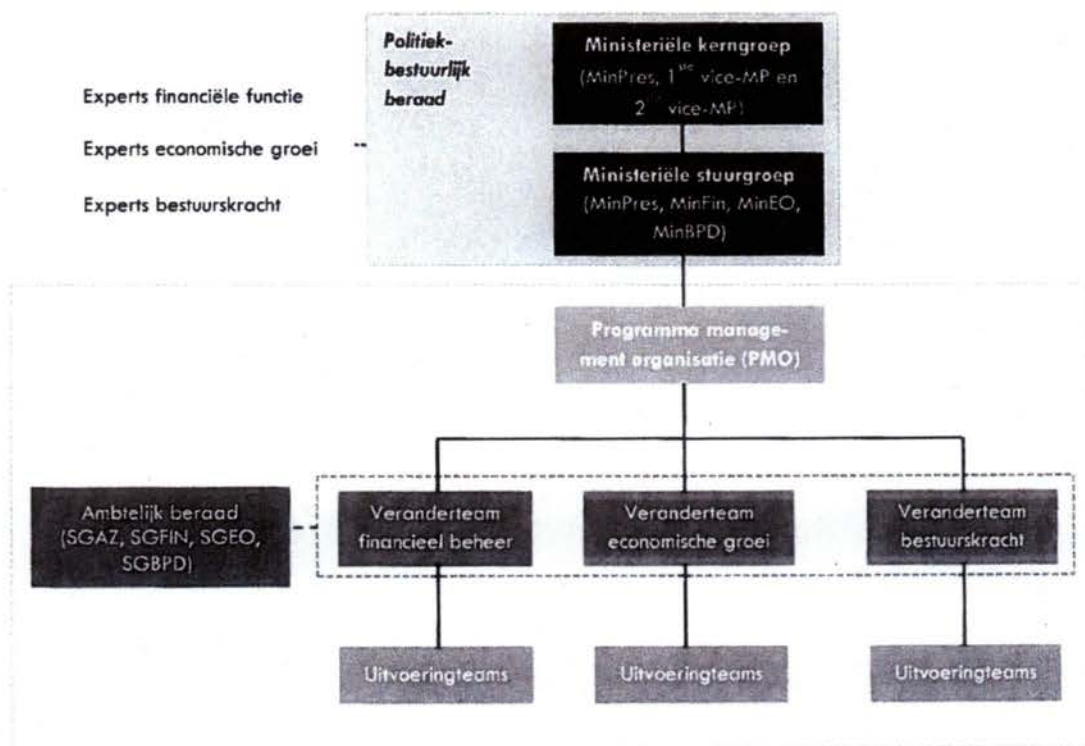 Politiek-
bestuurlijk
beraad
Ministeriële kerngroep
(MinPres, 1ste vice-MP en
2de vice-MP)
Experts financiële functie
Experts economische groei
Experts bestuurskracht
Ministeriële stuurgroep
(MinPres, MinFin, MinEO,
MinBPD)
Programma manage-
ment organisatie (PMO)
Ambtelijk beraad
(SGAZ, SGFIN, SGEO,
SGBPD)
Veranderteam
financieel beheer
Veranderteam
economische groei
Veranderteam
bestuurskracht
Uitvoeringteams
Uitvoeringteams
Uitvoeringteams